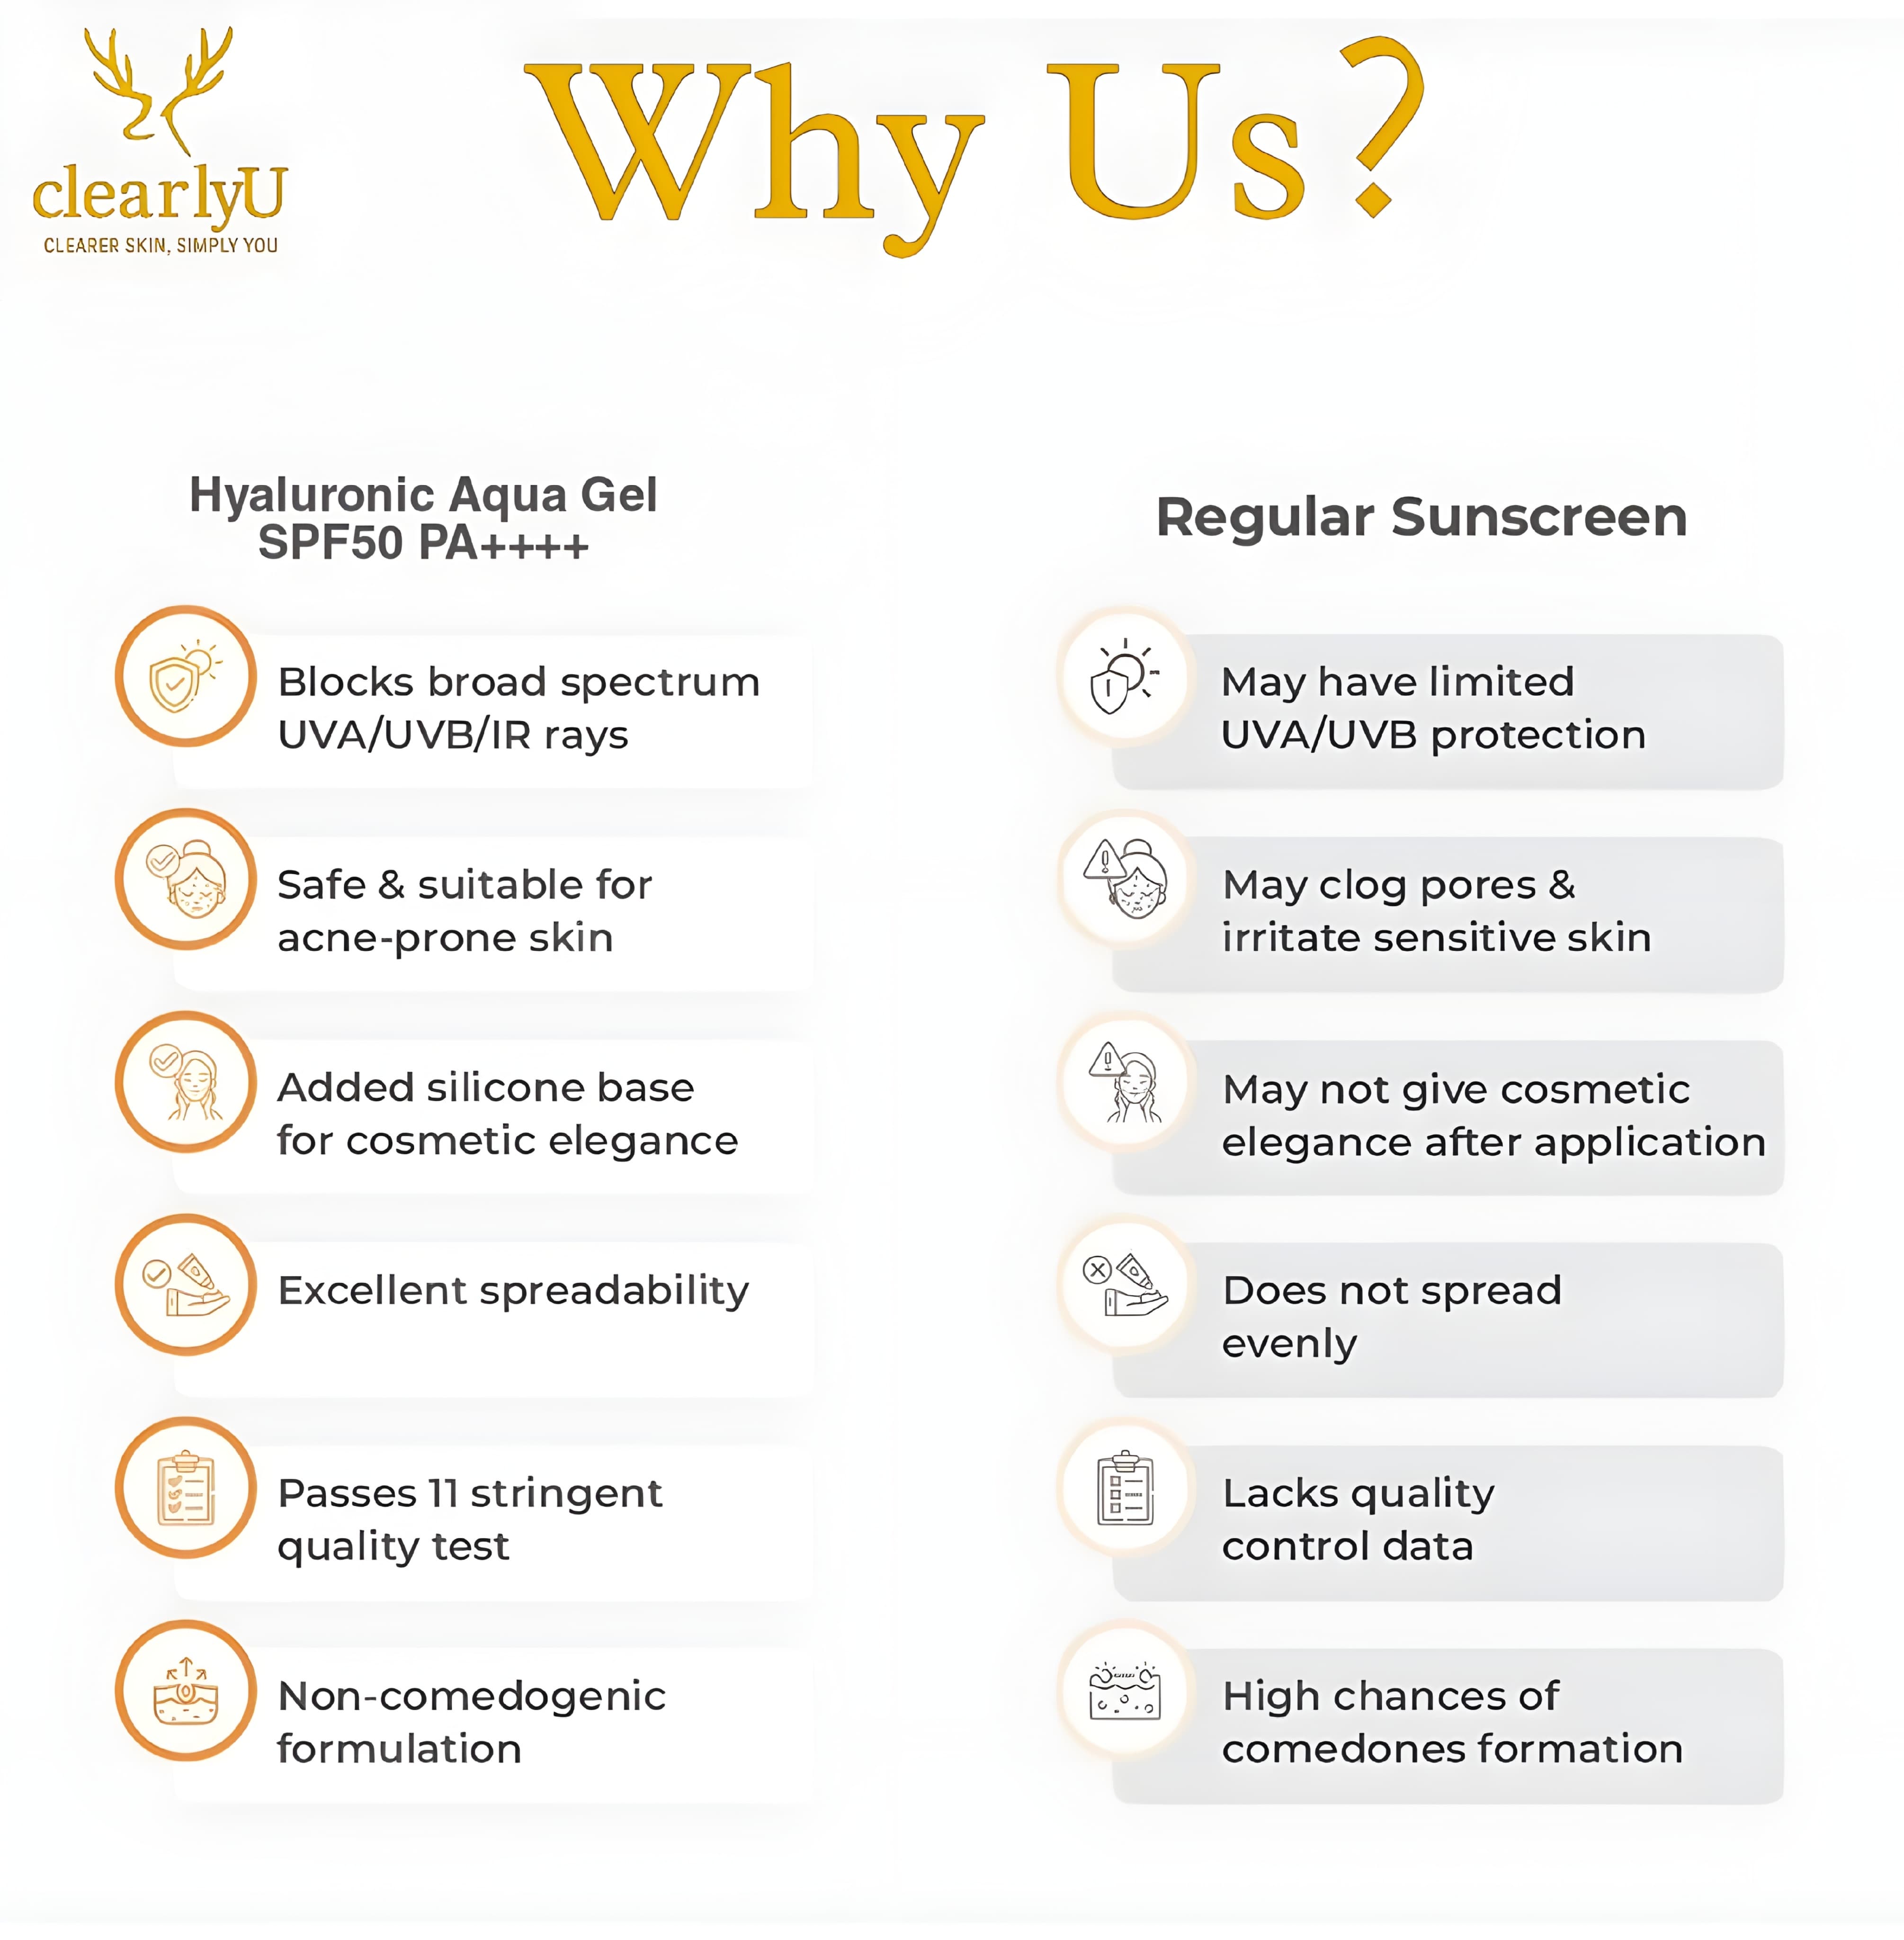 clearlyU
CLEARER SKIN, SIMPLY YOU
Why Us?
Hyaluronic Aqua Gel
SPF50 PA++++
Blocks broad spectrum
UVA/UVB/IR rays
Safe & suitable for
acne-prone skin
Added silicone base
for cosmetic elegance
Excellent spreadability
Passes 11 stringent
quality test
Non-comedogenic
formulation
Regular Sunscreen
May have limited
UVA/UVB protection
May clog pores &
irritate sensitive skin
May not give cosmetic
elegance after application
Does not spread
evenly
Lacks quality
control data
High chances of
comedones formation